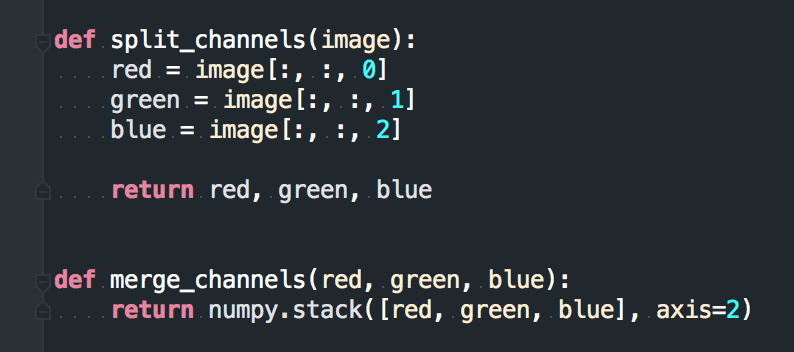 def split_channels(image):
    red = image[:, :, 0]
    green = image[:, :, 1]
    blue = image[:, :, 2]
    return red, green, blue
def merge_channels(red, green, blue):
    return numpy.stack([red, green, blue], axis=2)